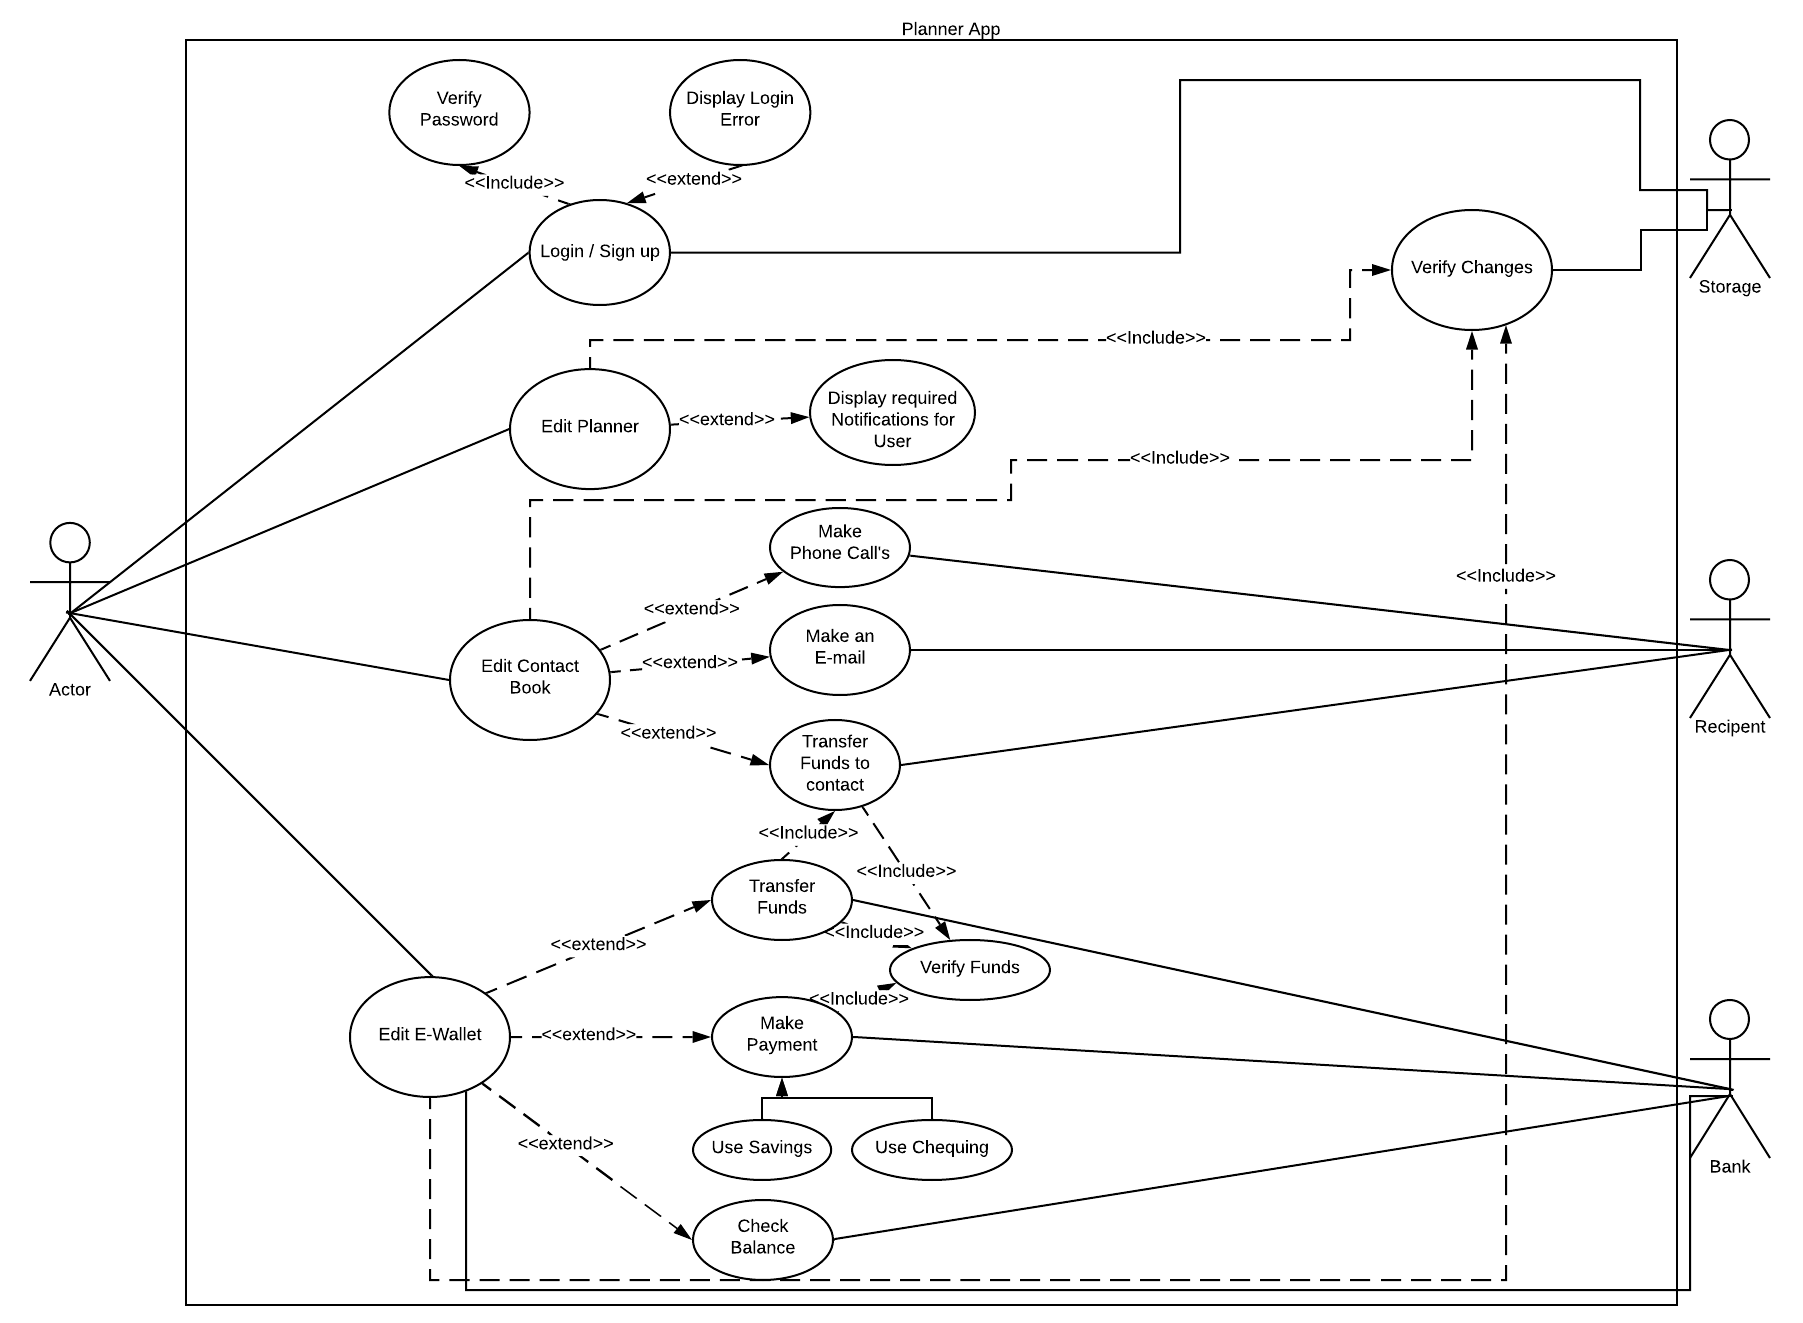 Planner App
Verify
Password
Display Login
Error
<<Include>>
<<extend>>
Login / Sign up
Verify Changes
Storage
<<Include>>
Edit Planner
<<extend>>
Display required
Notifications for
User
<<Include>>
Make
Phone Call's
<<Include>>
<<extend>>
Make an
E-mail
<<extend>>
Edit Contact
Book
Actor
Recipent
<<extend>>
Transfer
Funds to
contact
<<Include>>
<<Include>>
Transfer
Funds
<<Include>>
<<extend>>
Verify Funds
<<Include>>
Edit E-Wallet
<<extend>>
Make
Payment
<<extend>>
Use Savings
Use Chequing
Bank
Check
Balance